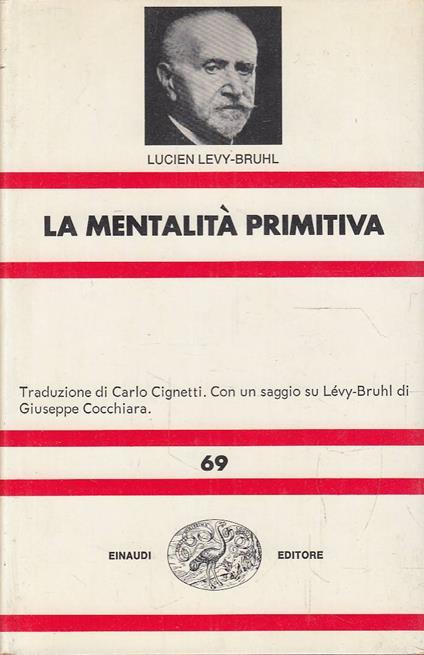 LUCIEN LEVY-BRUHL
LA MENTALITÀ PRIMITIVA
Traduzione di Carlo Cignetti. Con un saggio su Lévy-Bruhl di
Giuseppe Cocchiara.
69
EINAUDI EDITORE